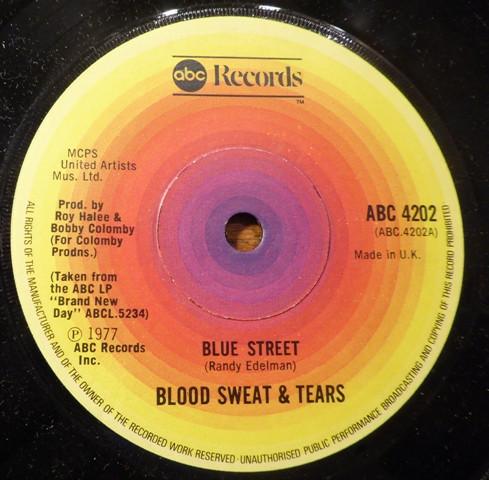 abc Records
TM
MCPS
United Artists
Mus. Ltd.
Prod. by
Roy Halee &
Bobby Colomby
(For Colomby
Prodns.)
(Taken from
the ABC LP
"Brand New
Day" ABCL.5234)
Ⓟ 1977
ABC Records
Inc.
ABC 4202
(ABC.4202A)
Made in U.K.
BLUE STREET
(Randy Edelman)
BLOOD SWEAT & TEARS
ALL RIGHTS OF THE MANUFACTURER AND OF THE OWNER OF THE RECORDED WORK RESERVED · UNAUTHORISED PUBLIC PERFORMANCE BROADCASTING AND COPYING OF THIS RECORD PROHIBITED